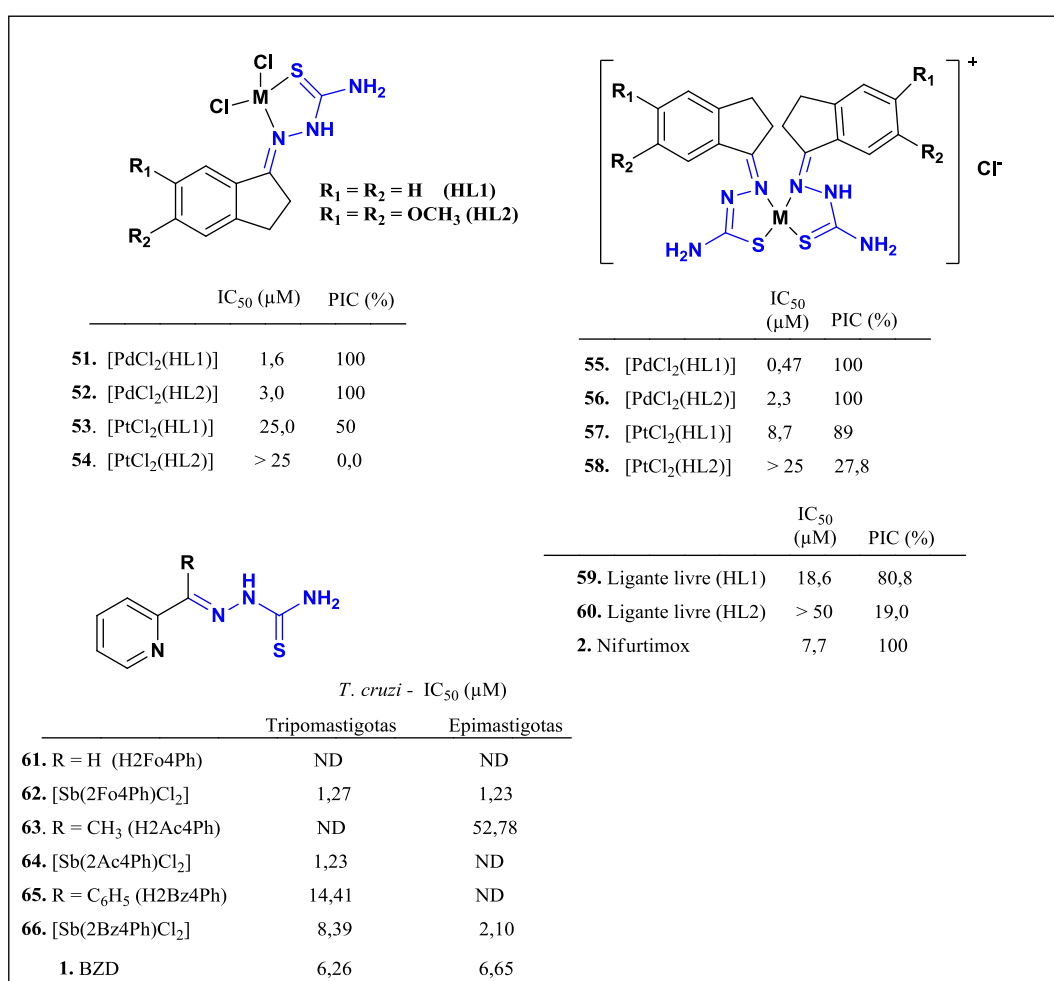 Cl
S
Cl
M
NH₂
N
NH
R₁
R₂
R₁ = R₂ = H (HL1)
R₁ = R₂ = OCH₃ (HL2)
IC₅₀ (µM) PIC (%)
51. [PdCl₂(HL1)] 1,6 100
52. [PdCl₂(HL2)] 3,0 100
53. [PtCl₂(HL1)] 25,0 50
54. [PtCl₂(HL2)] > 25 0,0
+
R₁ R₁
R₂ R₂
Cl⁻
N N
N NH
M
H₂N S S NH₂
IC₅₀
(µM) PIC (%)
55. [PdCl₂(HL1)] 0,47 100
56. [PdCl₂(HL2)] 2,3 100
57. [PtCl₂(HL1)] 8,7 89
58. [PtCl₂(HL2)] > 25 27,8
IC₅₀
(µM) PIC (%)
59. Ligante livre (HL1) 18,6 80,8
60. Ligante livre (HL2) > 50 19,0
2. Nifurtimox 7,7 100
R
H
N NH₂
N
N
S
T. cruzi - IC₅₀ (µM)
Tripomastigotas Epimastigotas
61. R = H (H2Fo4Ph) ND ND
62. [Sb(2Fo4Ph)Cl₂] 1,27 1,23
63. R = CH₃ (H2Ac4Ph) ND 52,78
64. [Sb(2Ac4Ph)Cl₂] 1,23 ND
65. R = C₆H₅ (H2Bz4Ph) 14,41 ND
66. [Sb(2Bz4Ph)Cl₂] 8,39 2,10
1. BZD 6,26 6,65